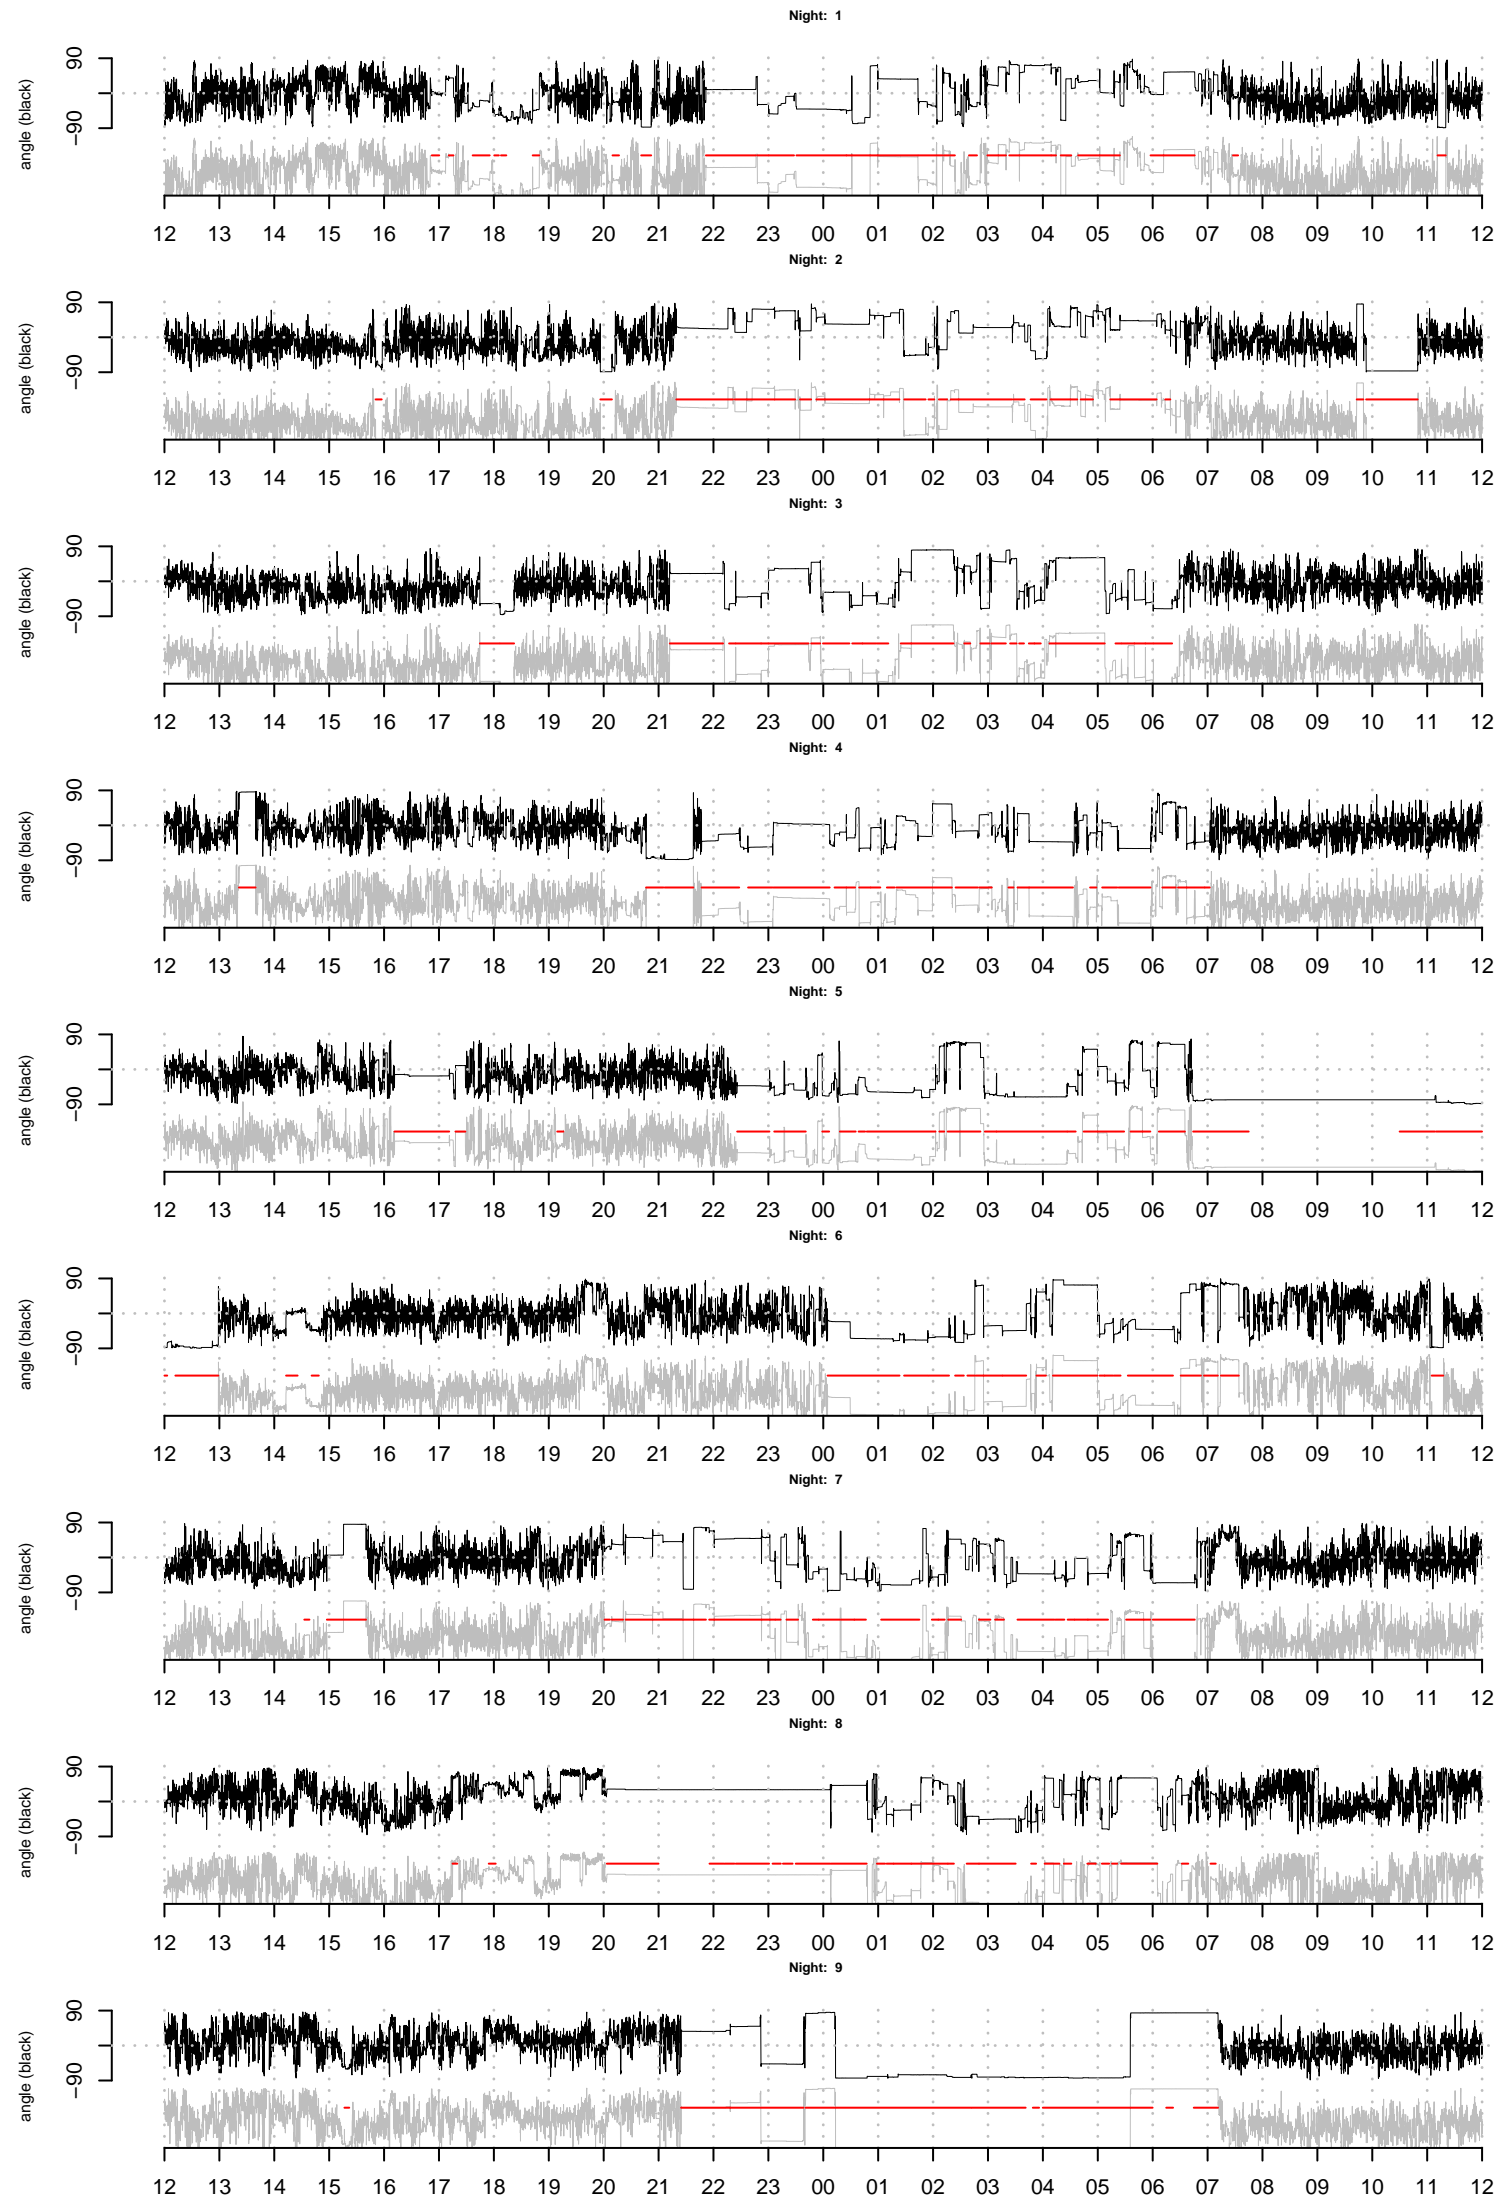 Night: 1
90
-90
angle (black)
12 13 14 15 16 17 18 19 20 21 22 23 00 01 02 03 04 05 06 07 08 09 10 11 12
Night: 2
90
-90
angle (black)
12 13 14 15 16 17 18 19 20 21 22 23 00 01 02 03 04 05 06 07 08 09 10 11 12
Night: 3
90
-90
angle (black)
12 13 14 15 16 17 18 19 20 21 22 23 00 01 02 03 04 05 06 07 08 09 10 11 12
Night: 4
90
-90
angle (black)
12 13 14 15 16 17 18 19 20 21 22 23 00 01 02 03 04 05 06 07 08 09 10 11 12
Night: 5
90
-90
angle (black)
12 13 14 15 16 17 18 19 20 21 22 23 00 01 02 03 04 05 06 07 08 09 10 11 12
Night: 6
90
-90
angle (black)
12 13 14 15 16 17 18 19 20 21 22 23 00 01 02 03 04 05 06 07 08 09 10 11 12
Night: 7
90
-90
angle (black)
12 13 14 15 16 17 18 19 20 21 22 23 00 01 02 03 04 05 06 07 08 09 10 11 12
Night: 8
90
-90
angle (black)
12 13 14 15 16 17 18 19 20 21 22 23 00 01 02 03 04 05 06 07 08 09 10 11 12
Night: 9
90
-90
angle (black)
12 13 14 15 16 17 18 19 20 21 22 23 00 01 02 03 04 05 06 07 08 09 10 11 12